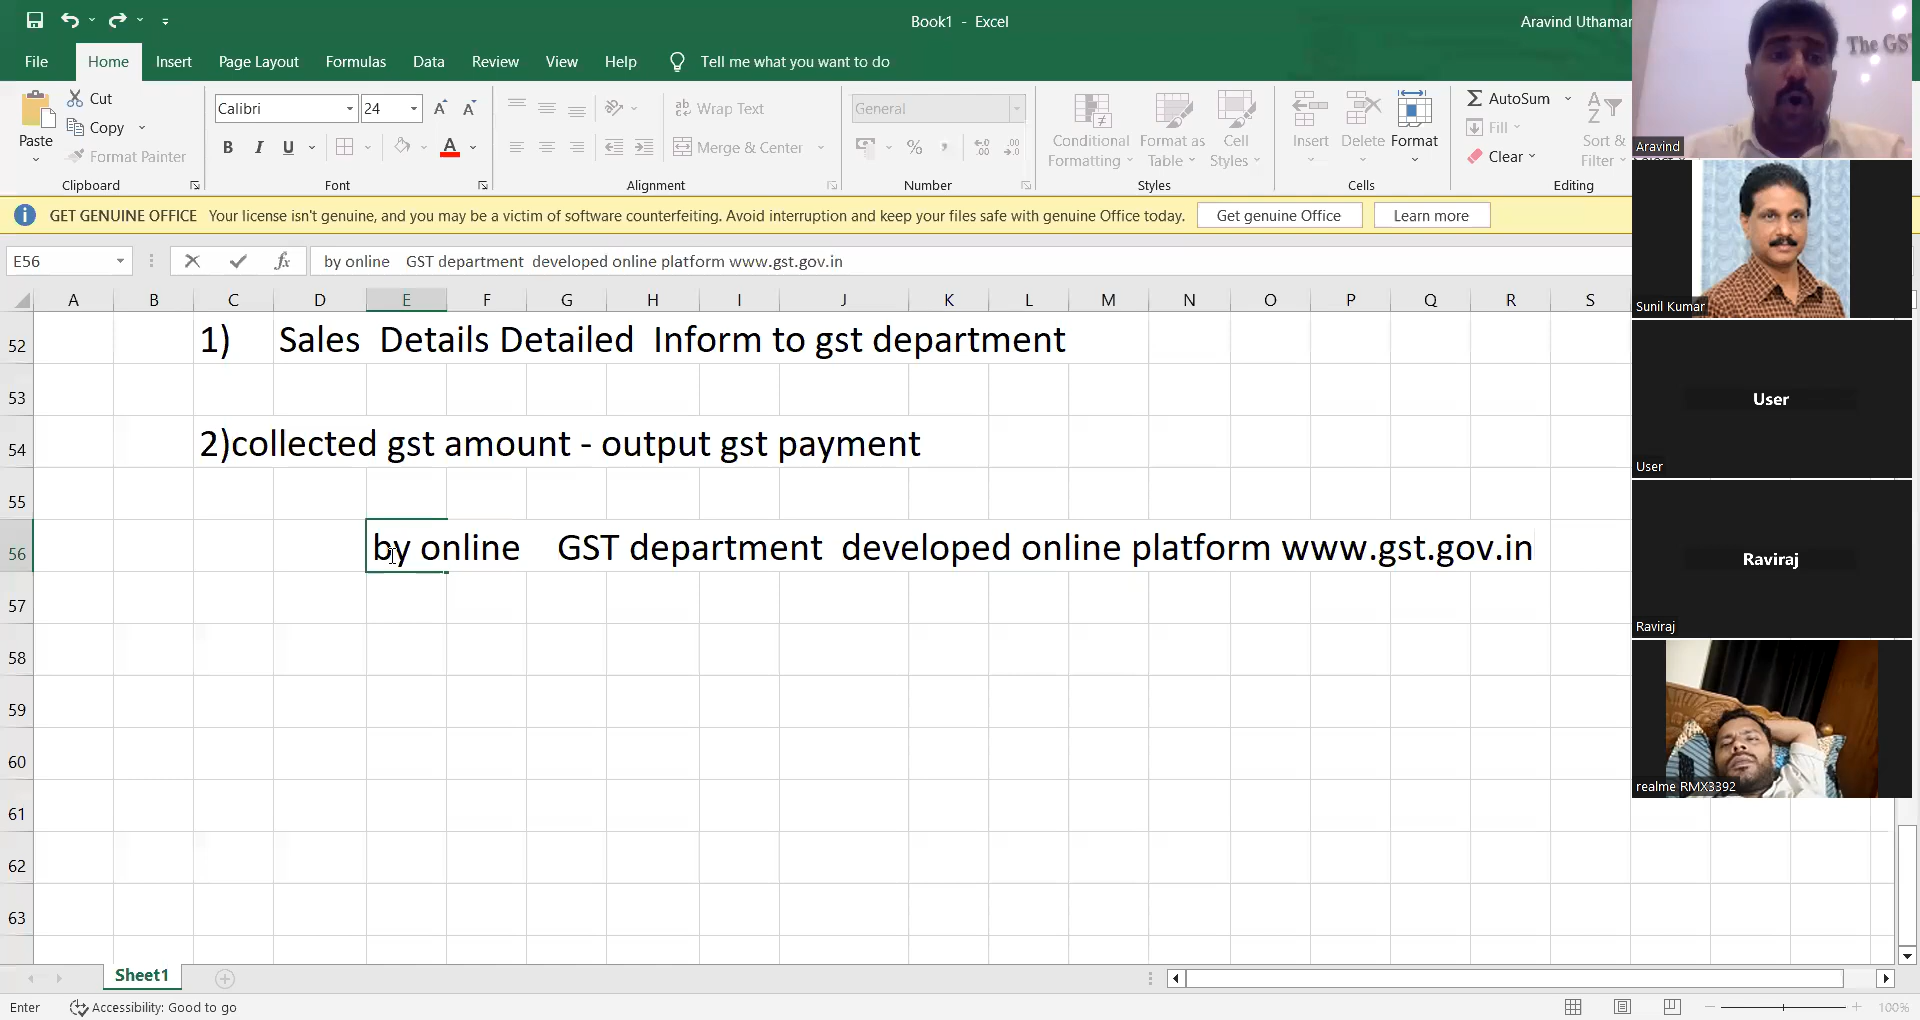 Book1 - Excel
Aravind Uthaman
File Home Insert Page Layout Formulas Data Review View Help Tell me what you want to do
Cut
Copy
Format Painter
Paste
Clipboard
Calibri 24
B I U
Font
Wrap Text
Merge & Center
Alignment
General
Number
Conditional Formatting
Format as Table
Cell Styles
Styles
Insert
Delete
Format
Cells
AutoSum
Fill
Clear
Sort &
Filter
Editing
GET GENUINE OFFICE Your license isn't genuine, and you may be a victim of software counterfeiting. Avoid interruption and keep your files safe with genuine Office today. Get genuine Office Learn more
E56 by online GST department developed online platform www.gst.gov.in
A B C D E F G H I J K L M N O P Q R S
52 1) Sales Details Detailed Inform to gst department
53
54 2)collected gst amount - output gst payment
55
56 by online GST department developed online platform www.gst.gov.in
57
58
59
60
61
62
63
Sheet1
Enter Accessibility: Good to go
100%
The GST
Aravind
Sunil Kumar
User
User
Raviraj
Raviraj
realme RMX3392